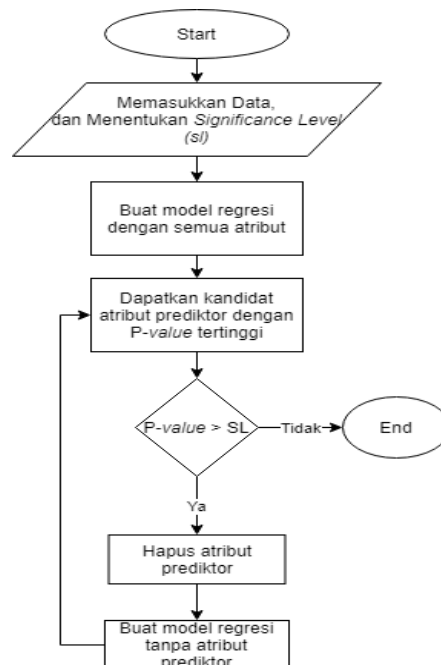 Start
Memasukkan Data,
dan Menentukan Significance Level
(sl)
Buat model regresi
dengan semua atribut
Dapatkan kandidat
atribut prediktor dengan
P-value tertinggi
P-value > SL
Tidak
End
Ya
Hapus atribut
prediktor
Buat model regresi
tanpa atribut
prediktor